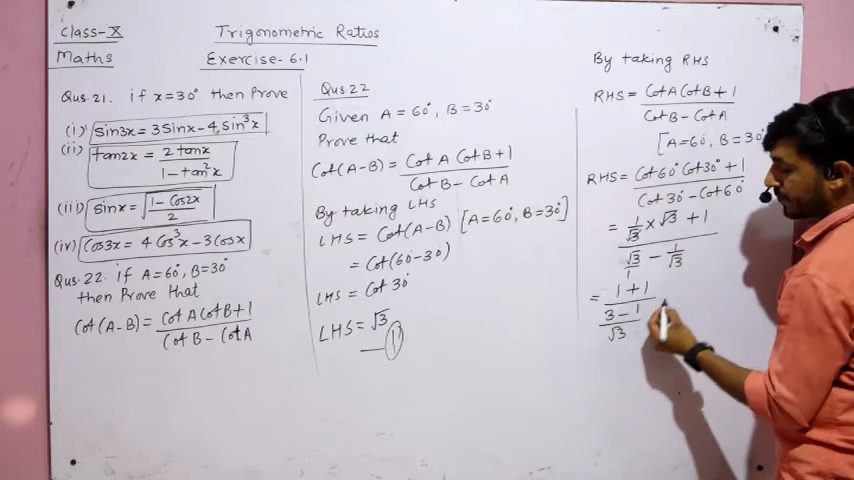 Class-X
Maths
Trigonometric Ratios
Exercise-6.1
Qus.21. if x=30° then Prove
(i) Sin3x = 3Sinx - 4Sin³x
(ii) tan2x = 2tanx / 1-tan²x
(iii) Sinx = √(1-Cos2x / 2)
(iv) Cos3x = 4Cos³x - 3Cosx
Qus.22. if A=60°, B=30°
then Prove that
Cot(A-B) = CotA CotB+1 / CotB - CotA
Qus.22
Given A=60°, B=30°
Prove that
Cot(A-B) = CotA CotB+1 / CotB - CotA
By taking LHS
LHS = Cot(A-B) [A=60°, B=30°]
= Cot(60°-30°)
LHS = Cot 30°
LHS = √3
—①
By taking RHS
RHS = CotA CotB+1 / CotB - CotA
[A=60°, B=30°
RHS = Cot60° Cot30°+1 / Cot30° - Cot60°
= 1/√3 × √3 + 1 / √3/1 - 1/√3
= 1+1 / 3-1/√3